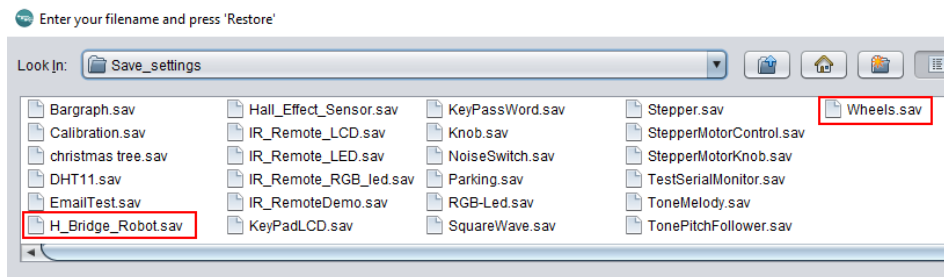 Enter your filename and press 'Restore'
Look In: Save_settings
Bargraph.sav
Calibration.sav
christmas tree.sav
DHT11.sav
EmailTest.sav
H_Bridge_Robot.sav
Hall_Effect_Sensor.sav
IR_Remote_LCD.sav
IR_Remote_LED.sav
IR_Remote_RGB_led.sav
IR_RemoteDemo.sav
KeyPadLCD.sav
KeyPassWord.sav
Knob.sav
NoiseSwitch.sav
Parking.sav
RGB-Led.sav
SquareWave.sav
Stepper.sav
StepperMotorControl.sav
StepperMotorKnob.sav
TestSerialMonitor.sav
ToneMelody.sav
TonePitchFollower.sav
Wheels.sav